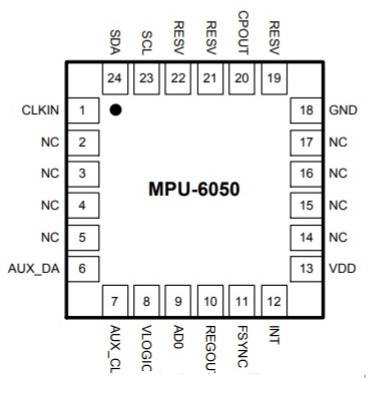 SDA SCL RESV RESV CPOUT RESV
24 23 22 21 20 19
CLKIN 1 18 GND
NC 2 17 NC
NC 3 16 NC
MPU-6050
NC 4 15 NC
NC 5 14 NC
AUX_DA 6 13 VDD
7 8 9 10 11 12
AUX_CL VLOGIC AD0 REGOUT FSYNC INT